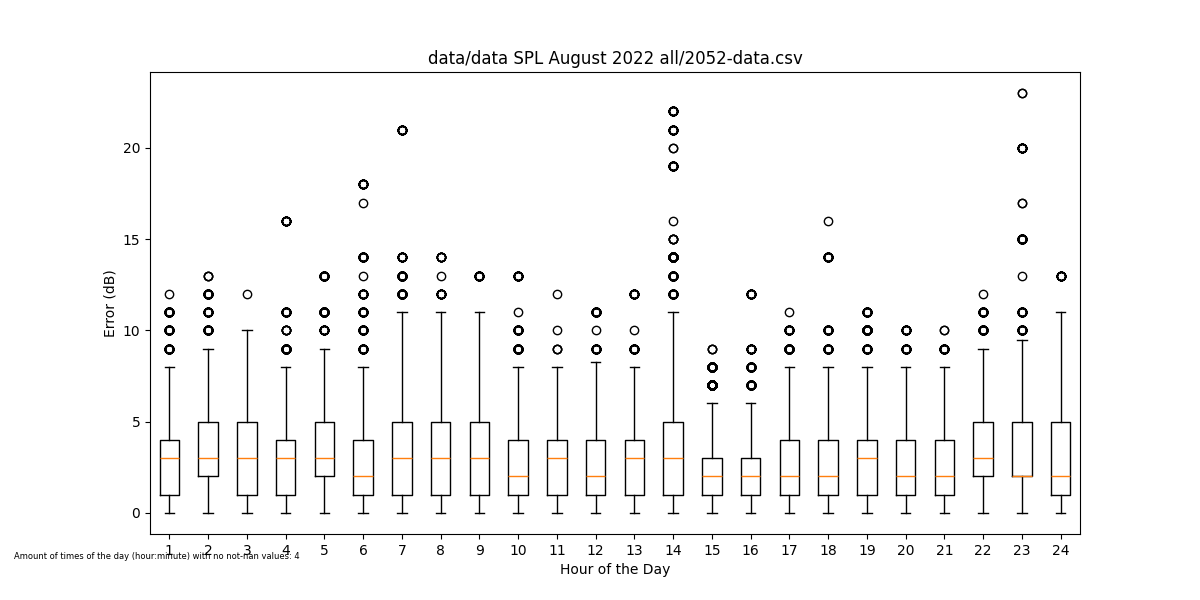 data/data SPL August 2022 all/2052-data.csv
Error (dB)
20
15
10
5
0
1 2 3 4 5 6 7 8 9 10 11 12 13 14 15 16 17 18 19 20 21 22 23 24
Amount of times of the day (hour:minute) with no not-nan values: 4
Hour of the Day